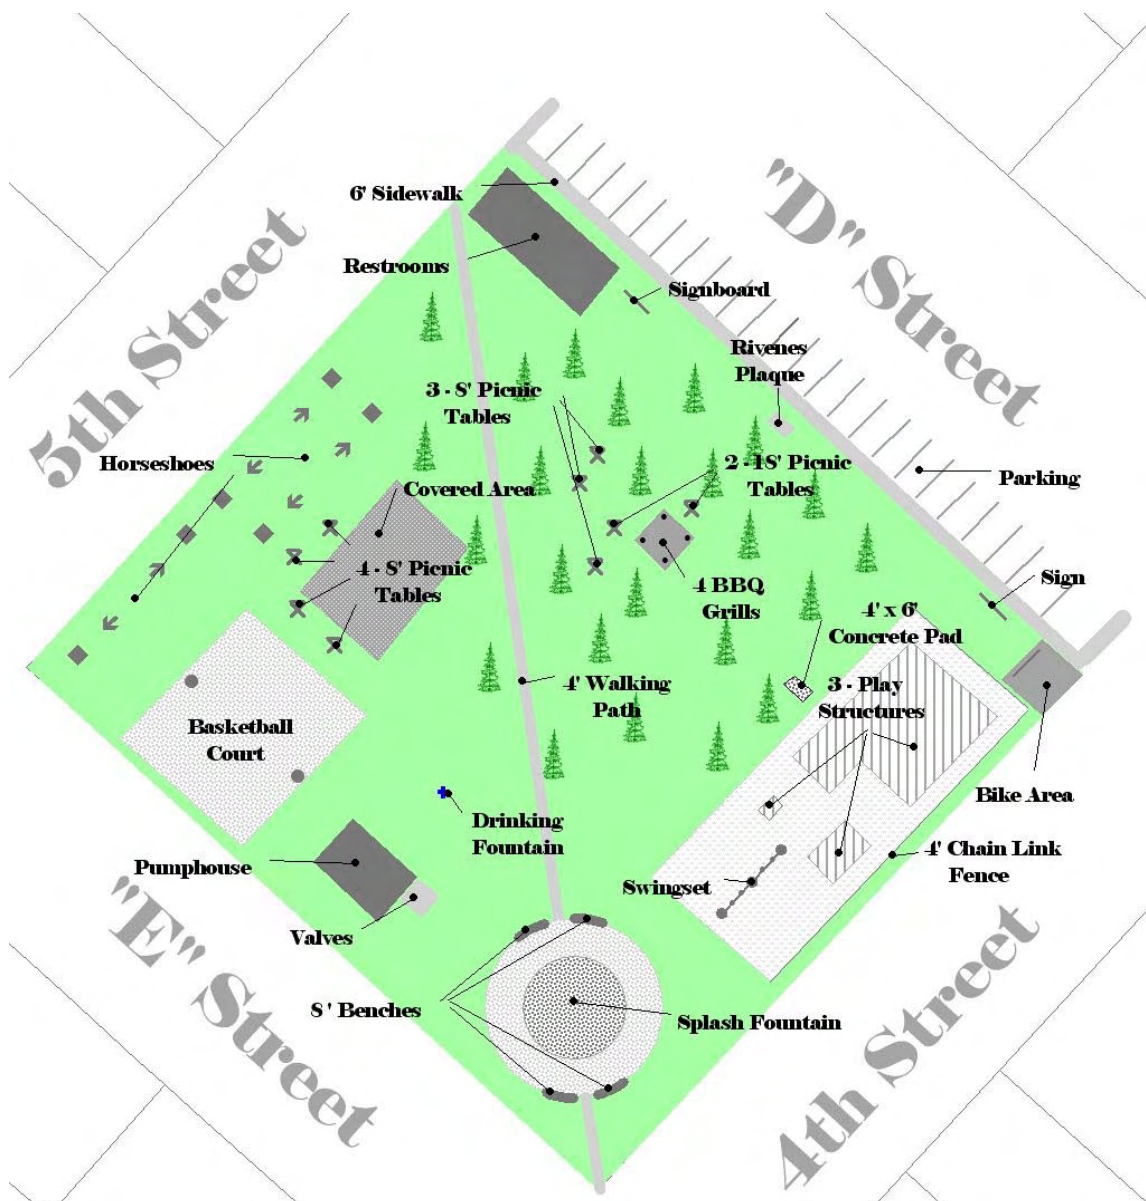 "D" Street
6' Sidewalk
5th Street
Restrooms
Signboard
Rivenes
Plaque
3 - 8' Picnic
Tables
Horseshoes
2 - 18' Picnic
Tables
Parking
Covered Area
4 - 8' Picnic
Tables
4 BBQ
Grills
Sign
4' x 6'
Concrete Pad
4' Walking
Path
3 - Play
Structures
Basketball
Court
Bike Area
Drinking
Fountain
4' Chain Link
Fence
Pumphouse
Swingset
Valves
"E" Street
8' Benches
Splash Fountain
4th Street